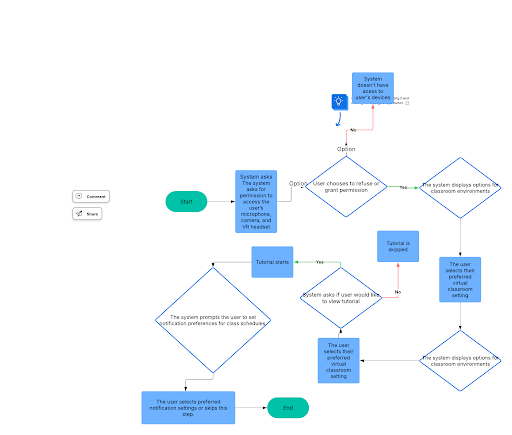 System
doesn't have
acess to
user's devices
Option
No
System asks
The system
asks for
permission to
access the
user's
microphone,
camera, and
VR headset
Option
User chooses to refuse or
grant permission
Yes
The system displays options for
classroom environments
Comment
Share
Start
Tutorial is
skipped
Tutorial starts
Yes
The user
selects their
preferred
virtual
classroom
setting
System asks if user would like
to view tutorial
No
The system prompts the user to set
notification preferences for class schedules
The user
selects their
preferred
virtual
classroom
setting
The system displays options for
classroom environments
The user selects preferred
notification settings or skips this
step.
End